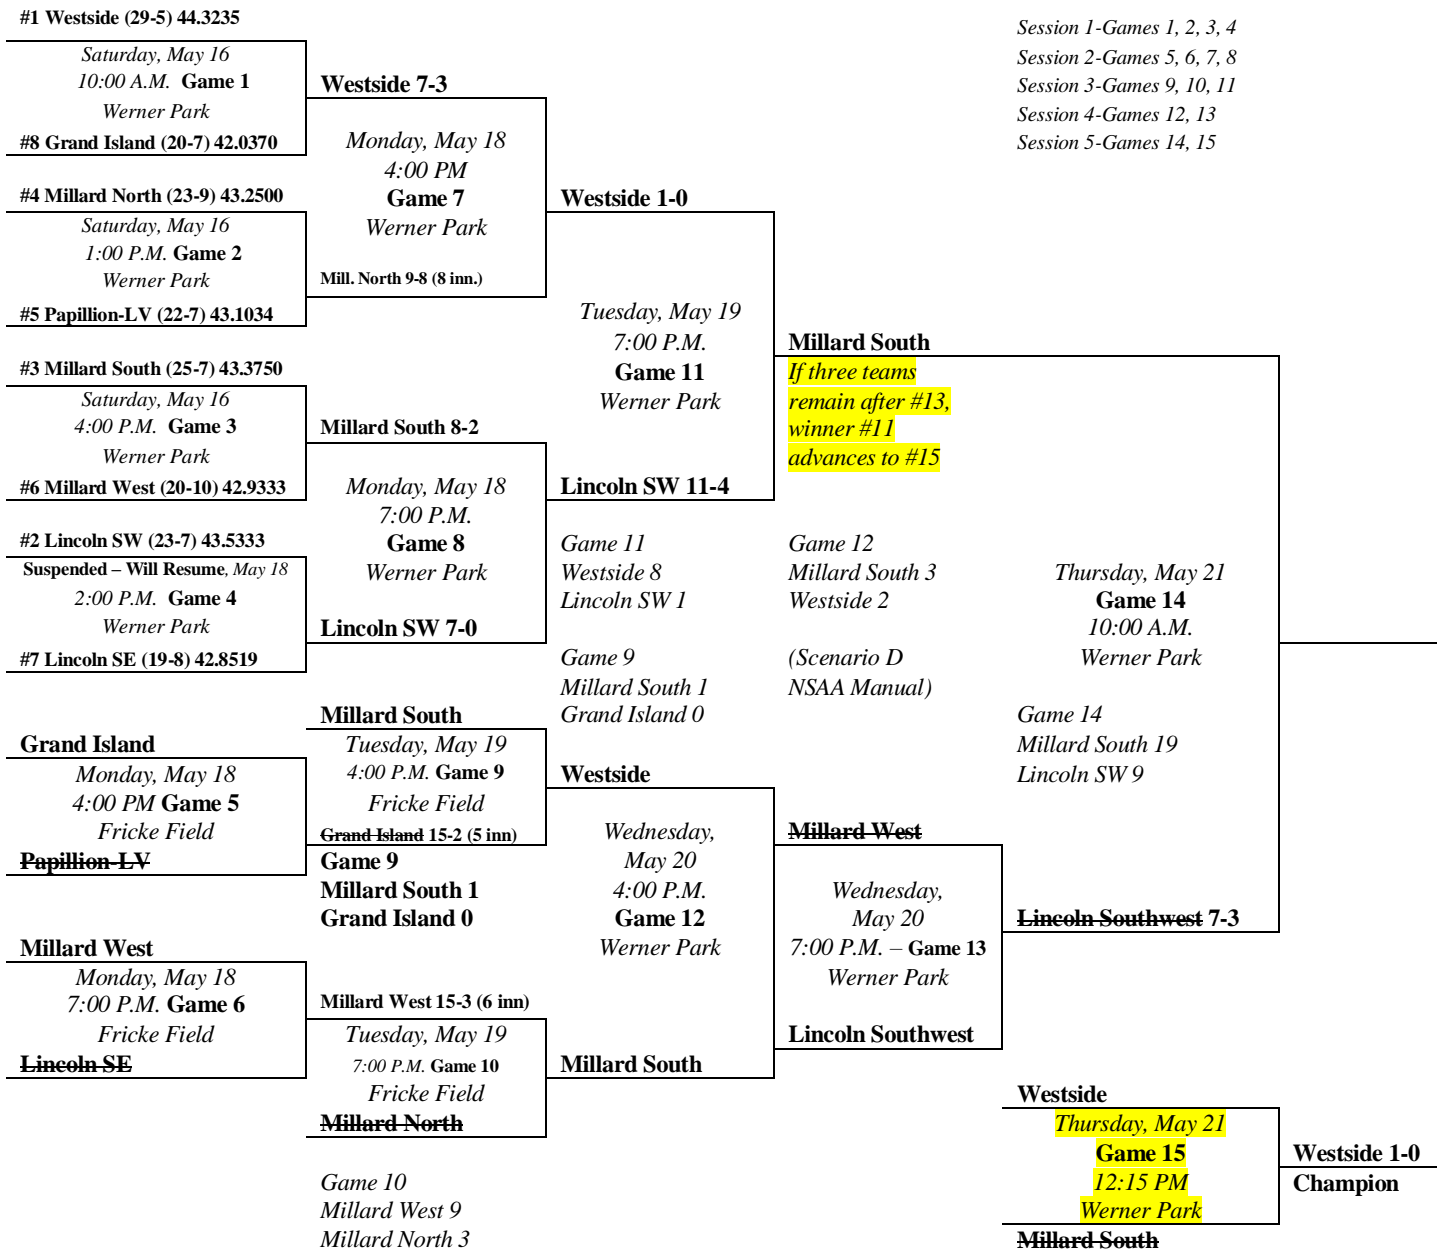 #1 Westside (29-5) 44.3235
Saturday, May 16
10:00 A.M. Game 1
Werner Park
#8 Grand Island (20-7) 42.0370
#4 Millard North (23-9) 43.2500
Saturday, May 16
1:00 P.M. Game 2
Werner Park
#5 Papillion-LV (22-7) 43.1034
#3 Millard South (25-7) 43.3750
Saturday, May 16
4:00 P.M. Game 3
Werner Park
#6 Millard West (20-10) 42.9333
#2 Lincoln SW (23-7) 43.5333
Suspended – Will Resume, May 18
2:00 P.M. Game 4
Werner Park
#7 Lincoln SE (19-8) 42.8519
Grand Island
Monday, May 18
4:00 PM Game 5
Fricke Field
Papillion-LV
Millard West
Monday, May 18
7:00 P.M. Game 6
Fricke Field
Lincoln SE
Westside 7-3
Monday, May 18
4:00 PM
Game 7
Werner Park
Mill. North 9-8 (8 inn.)
Millard South 8-2
Monday, May 18
7:00 P.M.
Game 8
Werner Park
Lincoln SW 7-0
Millard South
Tuesday, May 19
4:00 P.M. Game 9
Fricke Field
Grand Island 15-2 (5 inn)
Game 9
Millard South 1
Grand Island 0
Millard West 15-3 (6 inn)
Tuesday, May 19
7:00 P.M. Game 10
Fricke Field
Millard North
Game 10
Millard West 9
Millard North 3
Westside 1-0
Tuesday, May 19
7:00 P.M.
Game 11
Werner Park
Lincoln SW 11-4
Game 11
Westside 8
Lincoln SW 1
Game 9
Millard South 1
Grand Island 0
Westside
Wednesday,
May 20
4:00 P.M.
Game 12
Werner Park
Millard South
Millard South
If three teams
remain after #13,
winner #11
advances to #15
Game 12
Millard South 3
Westside 2
(Scenario D
NSAA Manual)
Millard West
Wednesday,
May 20
7:00 P.M. – Game 13
Werner Park
Lincoln Southwest
Session 1-Games 1, 2, 3, 4
Session 2-Games 5, 6, 7, 8
Session 3-Games 9, 10, 11
Session 4-Games 12, 13
Session 5-Games 14, 15
Thursday, May 21
Game 14
10:00 A.M.
Werner Park
Game 14
Millard South 19
Lincoln SW 9
Lincoln Southwest 7-3
Westside
Thursday, May 21
Game 15
12:15 PM
Werner Park
Millard South
Westside 1-0
Champion